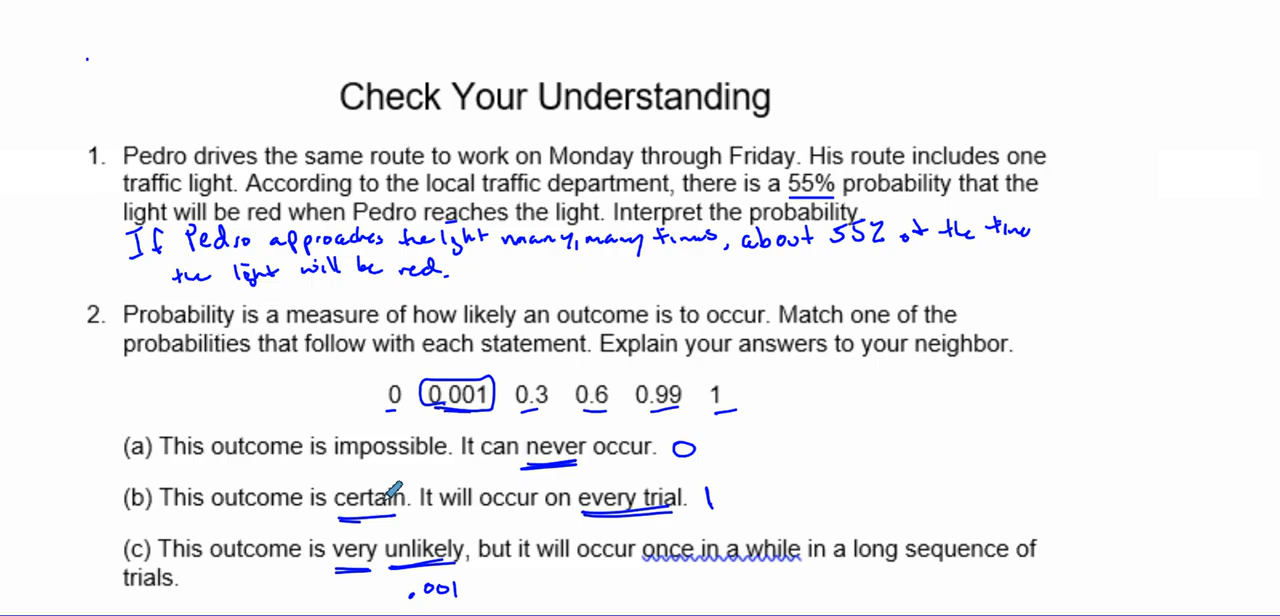 Check Your Understanding
1. Pedro drives the same route to work on Monday through Friday. His route includes one
traffic light. According to the local traffic department, there is a 55% probability that the
light will be red when Pedro reaches the light. Interpret the probability.
If Pedro approaches the light many, many times, about 55% of the time
the light will be red.
2. Probability is a measure of how likely an outcome is to occur. Match one of the
probabilities that follow with each statement. Explain your answers to your neighbor.
0 0.001 0.3 0.6 0.99 1
(a) This outcome is impossible. It can never occur. 0
(b) This outcome is certain. It will occur on every trial. 1
(c) This outcome is very unlikely, but it will occur once in a while in a long sequence of
trials.
.001